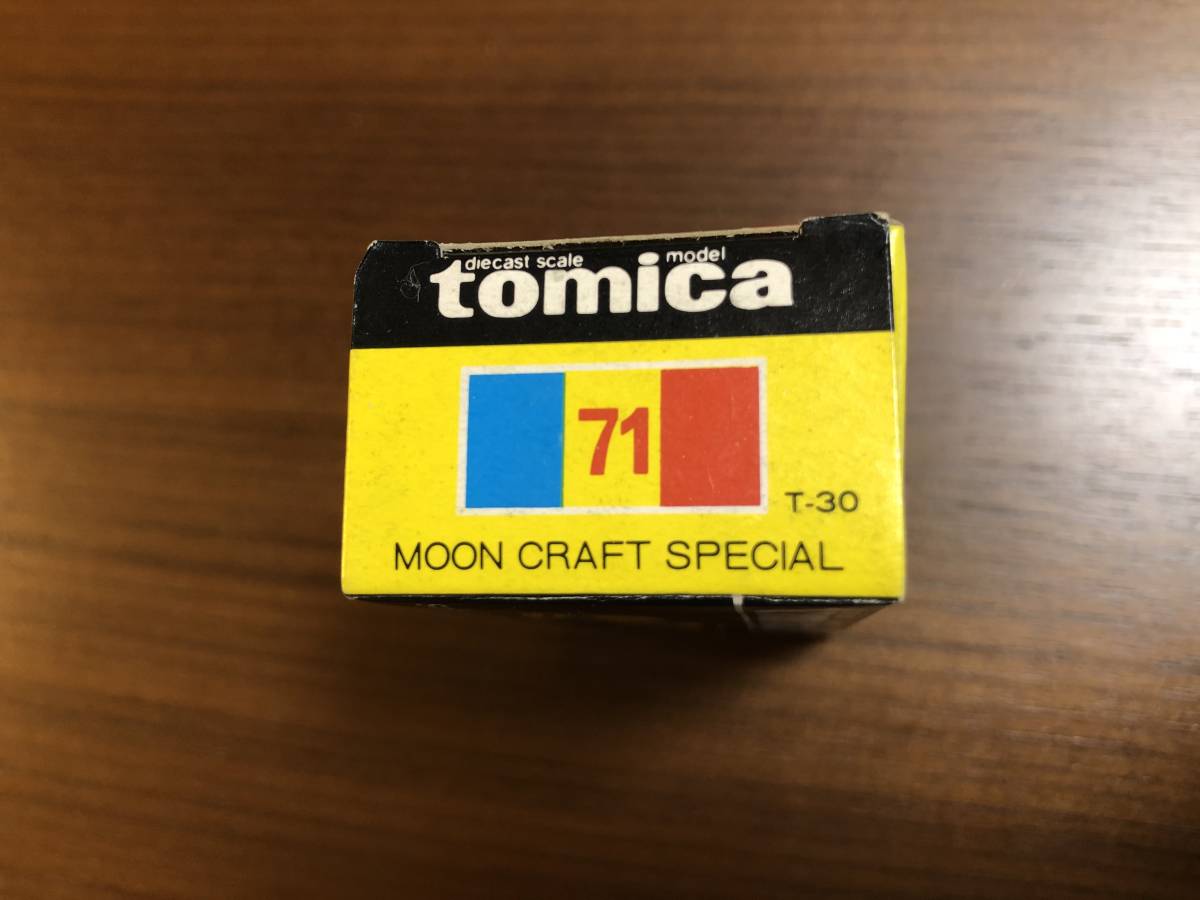 diecast scale model
tomica
71
T-30
MOON CRAFT SPECIAL